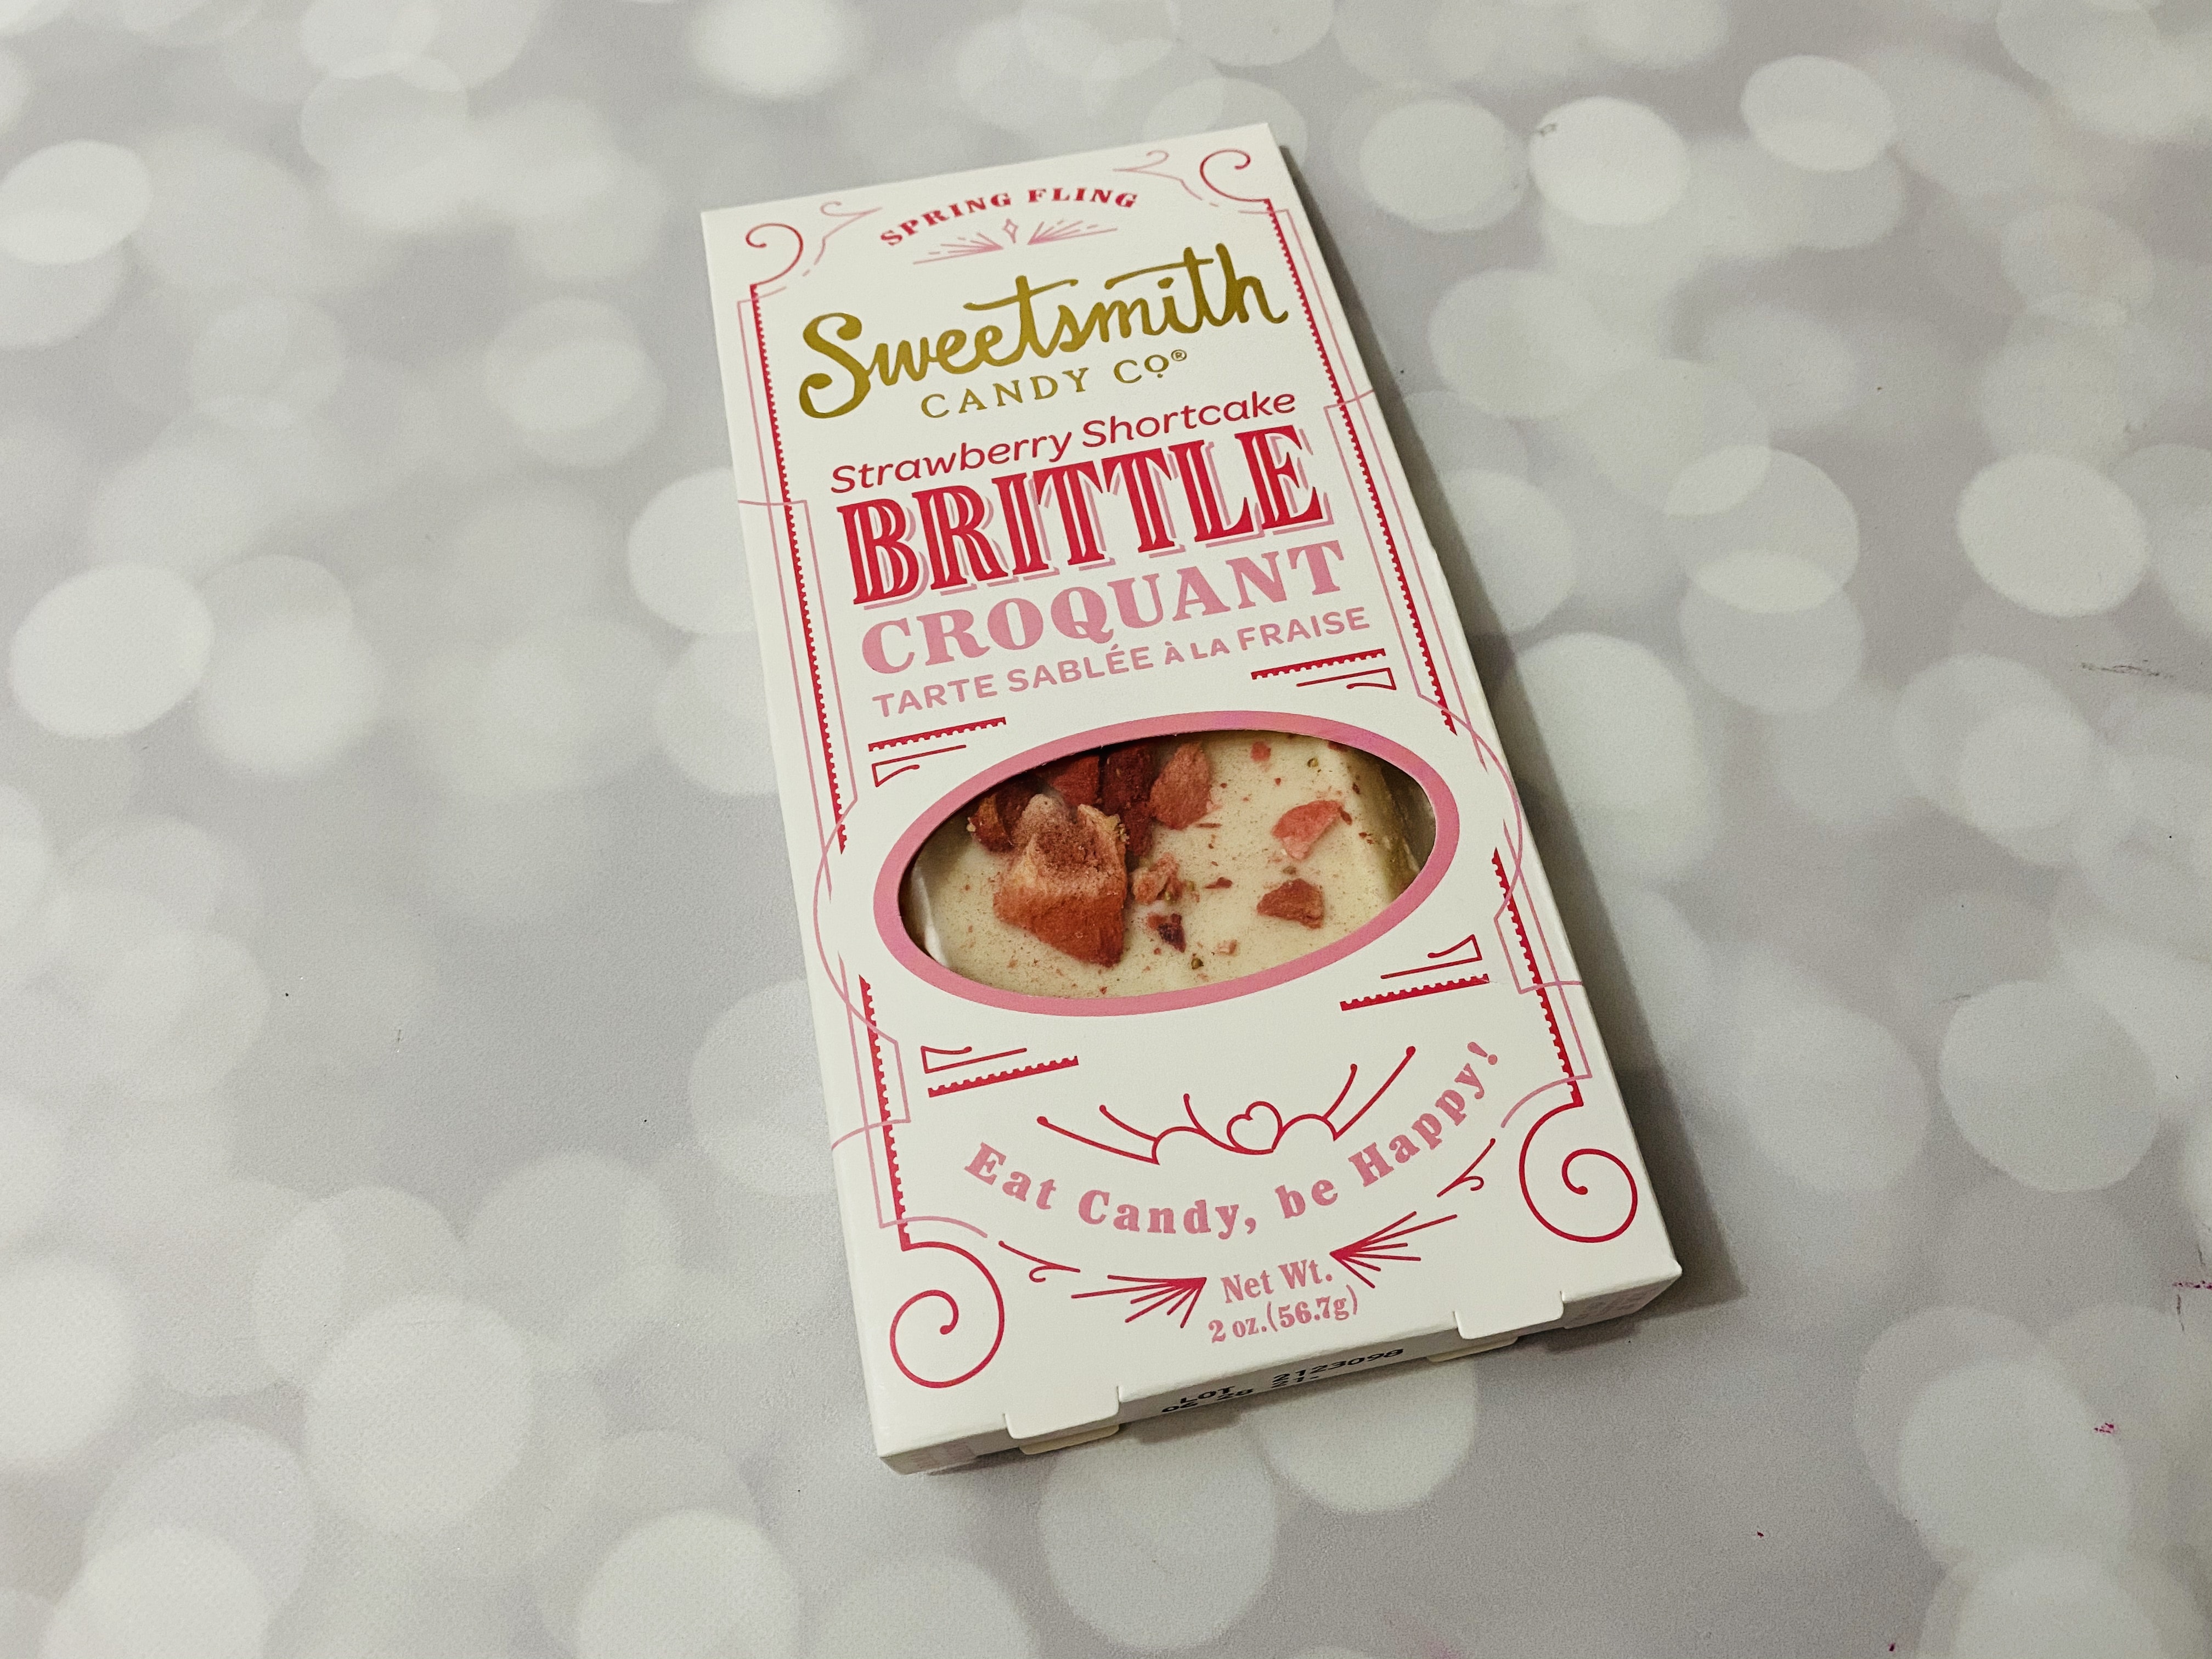 SPRING FLING
Sweetsmith
CANDY CO®
Strawberry Shortcake
BRITTLE
CROQUANT
TARTE SABLÉE À LA FRAISE
Eat Candy, be Happy!
Net Wt.
2 oz.(56.7g)
LOT 2123098